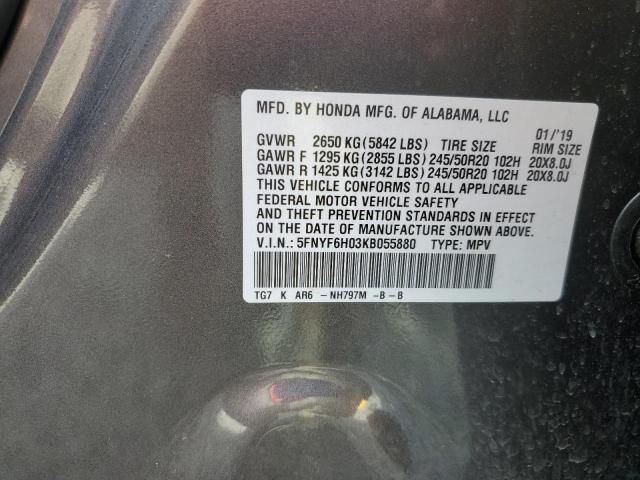 MFD. BY HONDA MFG. OF ALABAMA, LLC
01/'19
GVWR 2650 KG(5842 LBS) TIRE SIZE RIM SIZE
GAWR F 1295 KG(2855 LBS) 245/50R20 102H 20X8.0J
GAWR R 1425 KG(3142 LBS) 245/50R20 102H 20X8.0J
THIS VEHICLE CONFORMS TO ALL APPLICABLE
FEDERAL MOTOR VEHICLE SAFETY
AND THEFT PREVENTION STANDARDS IN EFFECT
ON THE DATE OF MANUFACTURE SHOWN ABOVE.
V.I.N.: 5FNYF6H03KB055880 TYPE: MPV
TG7 K AR6 -NH797M -B-B